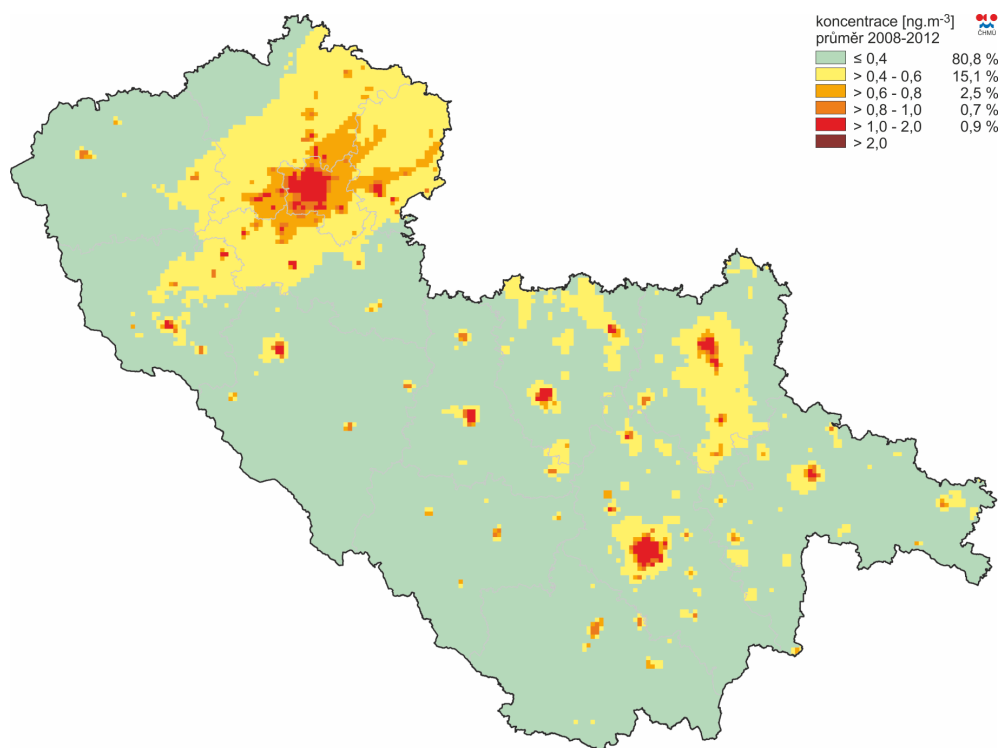 koncentrace [ng.m-3]
průměr 2008-2012
ČHMÚ
≤ 0,4 80,8 %
> 0,4 - 0,6 15,1 %
> 0,6 - 0,8 2,5 %
> 0,8 - 1,0 0,7 %
> 1,0 - 2,0 0,9 %
> 2,0